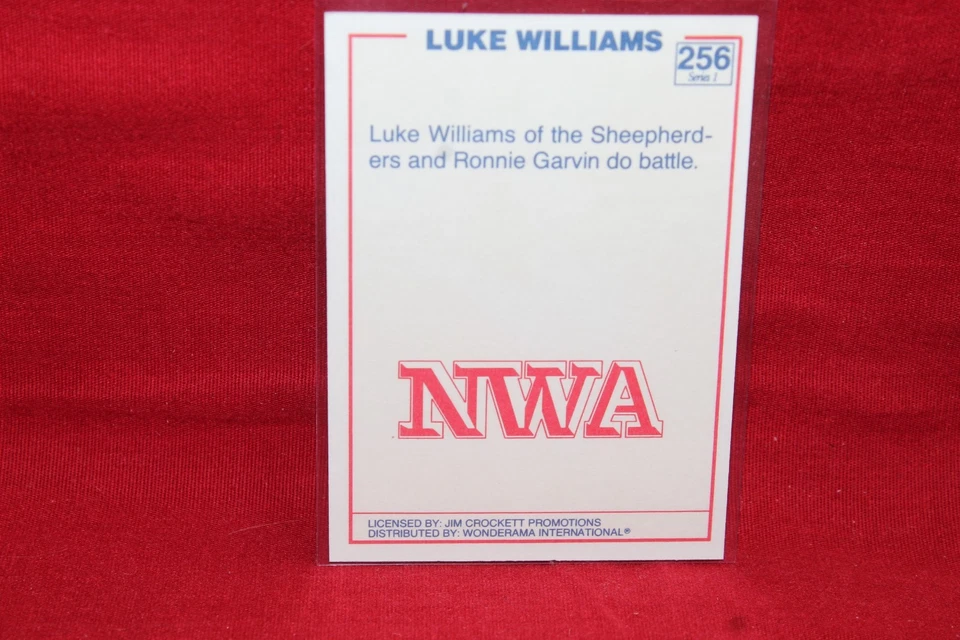 LUKE WILLIAMS
256
Series 1
Luke Williams of the Sheepherd-
ers and Ronnie Garvin do battle.
NWA
LICENSED BY: JIM CROCKETT PROMOTIONS
DISTRIBUTED BY: WONDERAMA INTERNATIONAL®